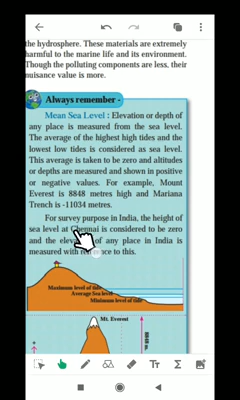 the hydrosphere. These materials are extremely
harmful to the marine life and its environment.
Though the polluting components are less, their
nuisance value is more.
Always remember -
Mean Sea Level : Elevation or depth of
any place is measured from the sea level.
The average of the highest high tides and the
lowest low tides is considered as sea level.
This average is taken to be zero and altitudes
or depths are measured and shown in positive
or negative values. For example, Mount
Everest is 8848 metres high and Mariana
Trench is -11034 metres.
For survey purpose in India, the height of
sea level at Chennai is considered to be zero
and the of any place in India is
measured with to this.
Maximum level of tide
Average Sea level
Minimum level of tide
Mt. Everest
8848 m.
+
Tt
Σ